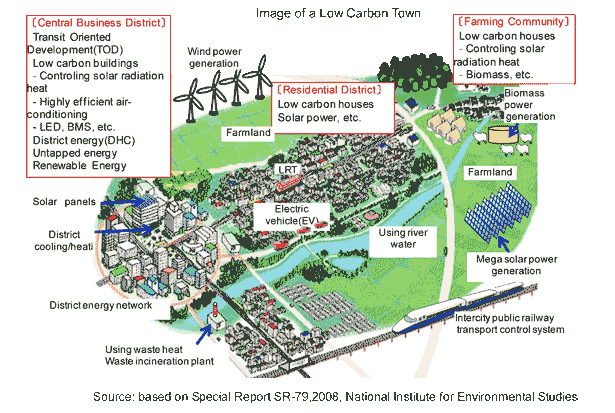 Image of a Low Carbon Town
〔Central Business District〕
Transit Oriented
Development(TOD)
Low carbon buildings
- Controling solar radiation
heat
- Highly efficient air-
conditioning
- LED, BMS, etc.
District energy(DHC)
Untapped energy
Renewable Energy
Wind power
generation
〔Residential District〕
Low carbon houses
Solar power, etc.
〔Farming Community〕
Low carbon houses
- Controling solar
radiation heat
- Biomass, etc.
Biomass
power
generation
Farmland
LRT
Farmland
Solar panels
Electric
vehicle(EV)
District
cooling/heati
Using river
water
Mega solar power
generation
District energy network
Intercity public railway
transport control system
Using waste heat
Waste incineration plant
Source: based on Special Report SR-79,2008, National Institute for Environmental Studies